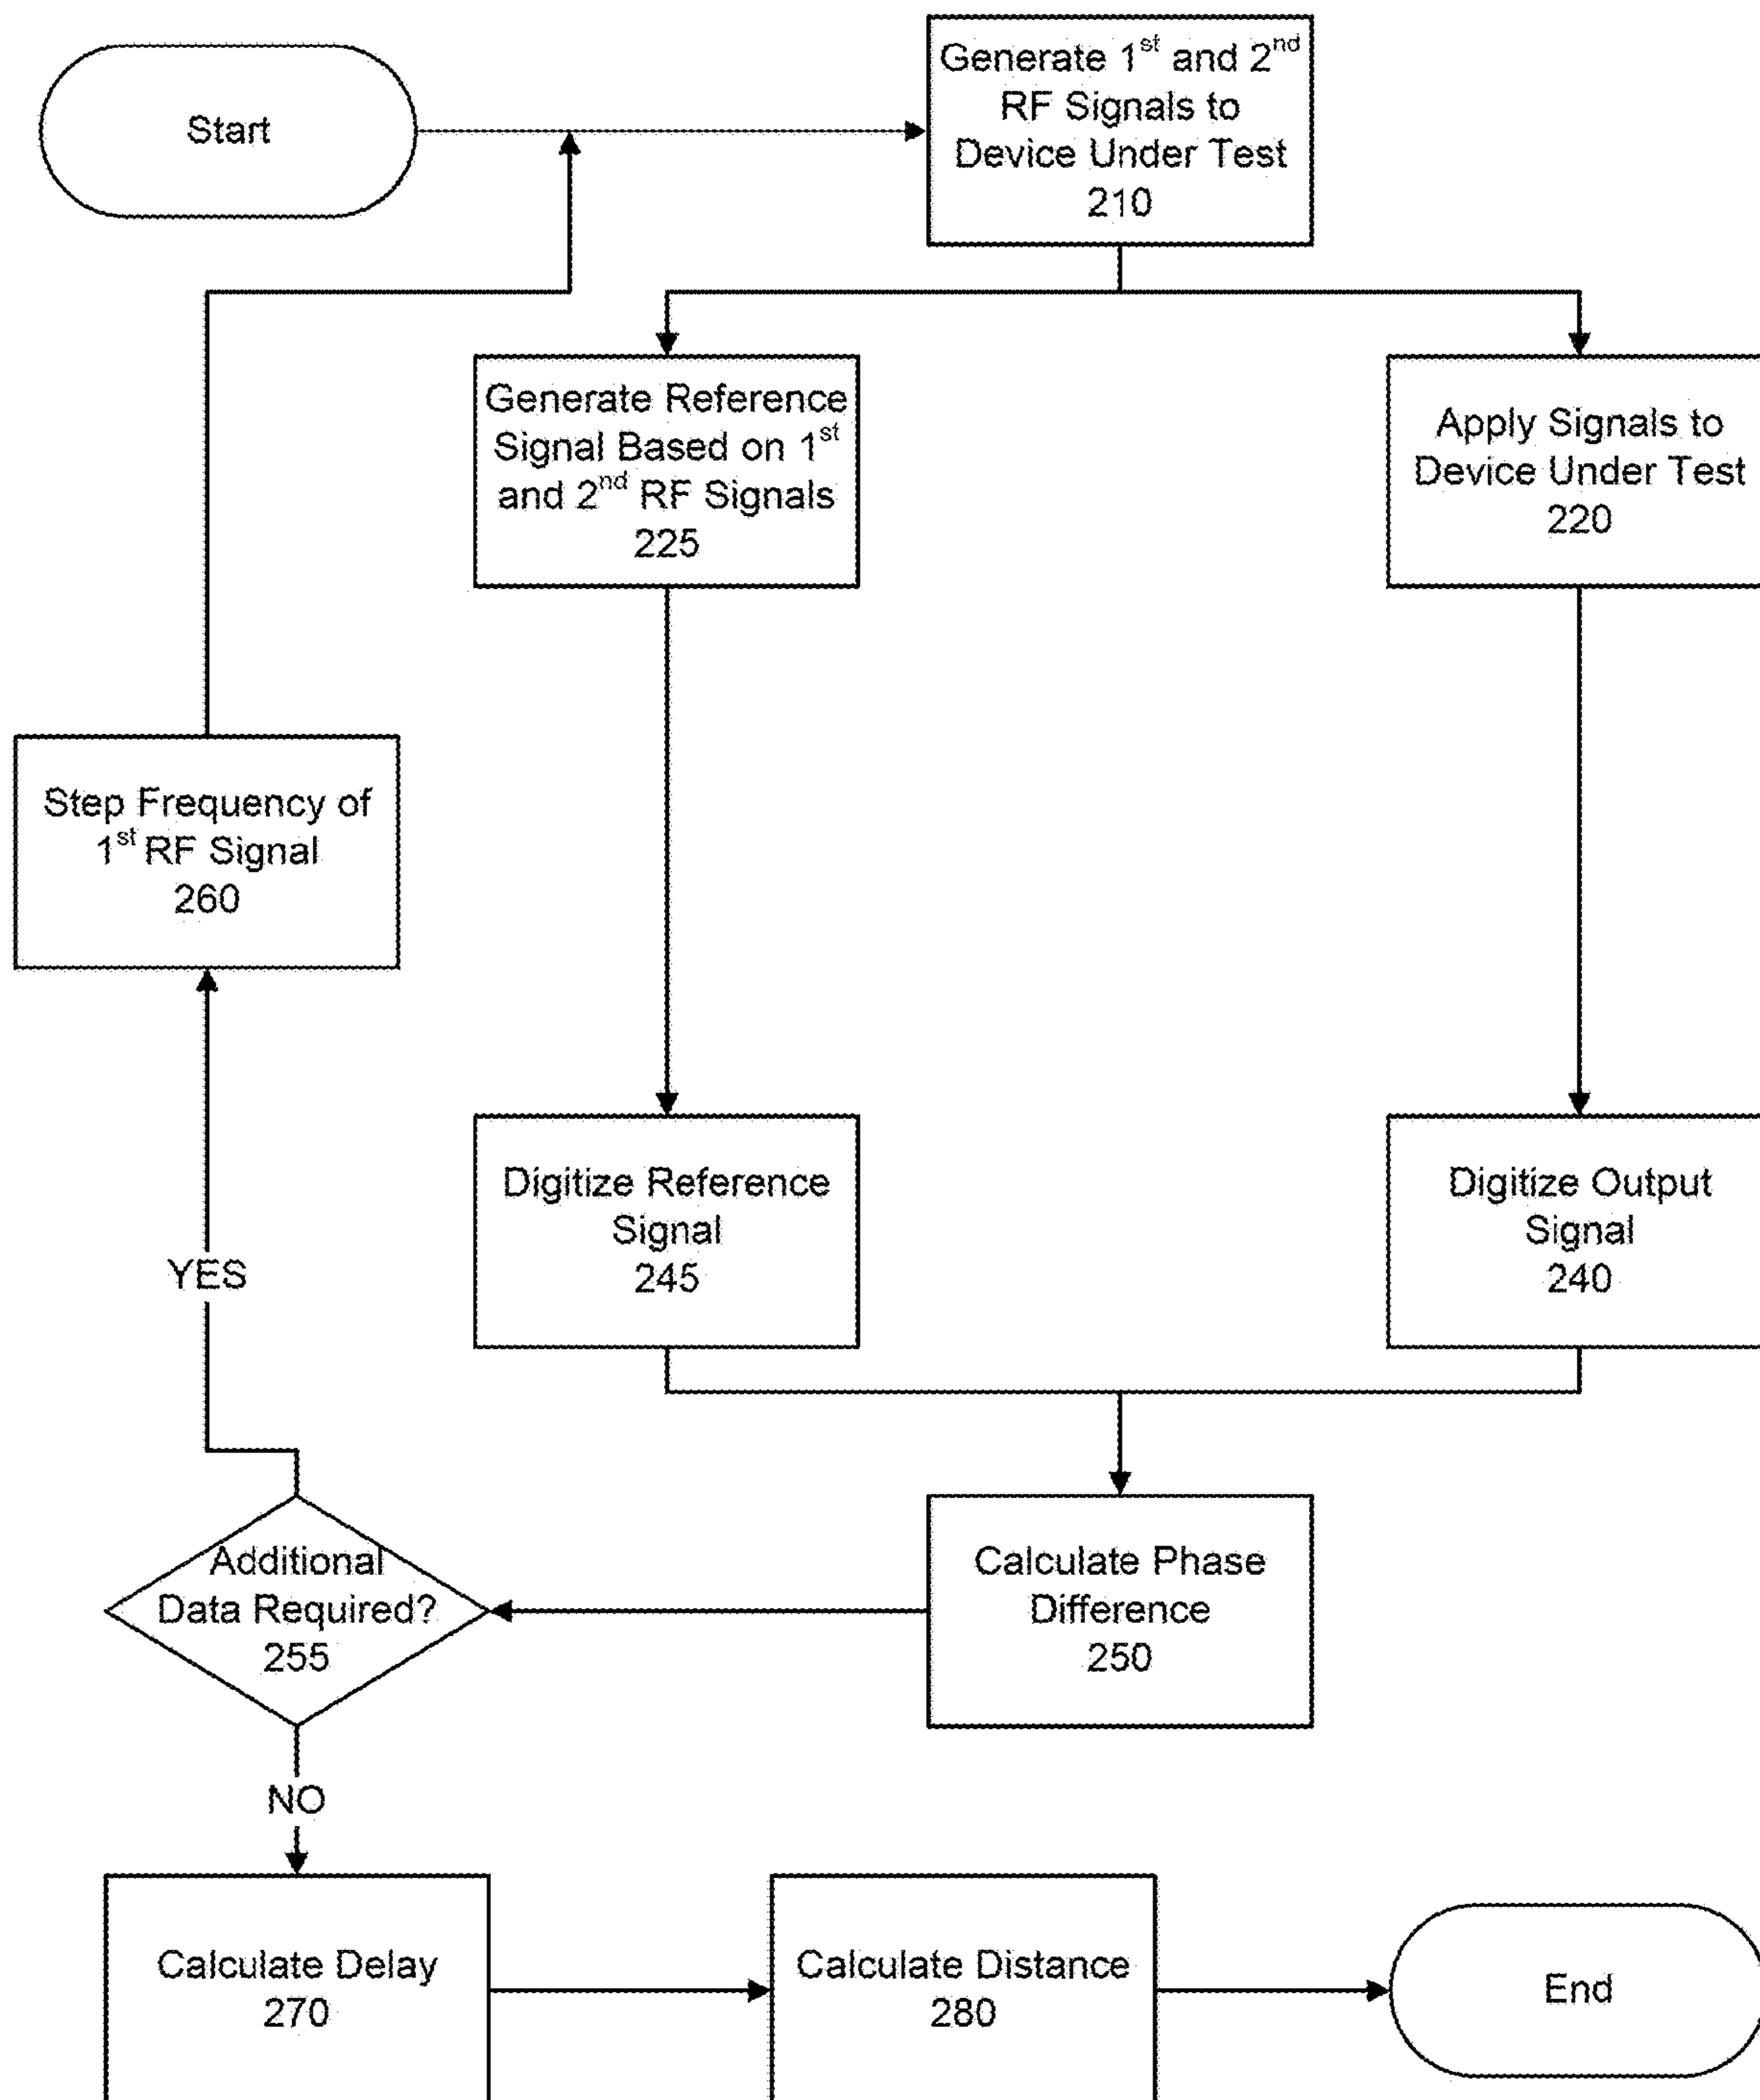 Start
Generate 1st and 2nd
RF Signals to
Device Under Test
210
Generate Reference
Signal Based on 1st
and 2nd RF Signals
225
Apply Signals to
Device Under Test
220
Step Frequency of
1st RF Signal
260
Digitize Reference
Signal
245
Digitize Output
Signal
240
YES
Additional
Data Required?
255
Calculate Phase
Difference
250
NO
Calculate Delay
270
Calculate Distance
280
End